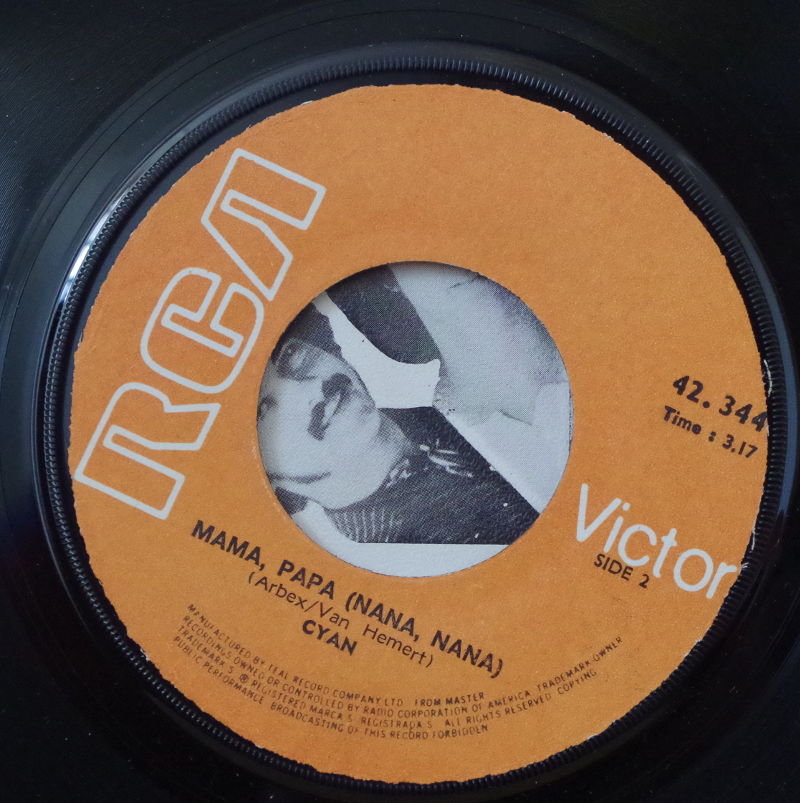 RCA
42.344
Time : 3.17
Victor
SIDE 2
MAMA, PAPA (NANA, NANA)
(Arbex/Van Hemert)
CYAN
MANUFACTURED BY TEAL RECORD COMPANY LTD. FROM MASTER
RECORDINGS OWNED OR CONTROLLED BY RADIO CORPORATION OF AMERICA TRADEMARK OWNER
TRADEMARK S ® REGISTERED MARCA S REGISTRADA S ALL RIGHTS RESERVED COPYING
PUBLIC PERFORMANCE BROADCASTING OF THIS RECORD FORBIDDEN